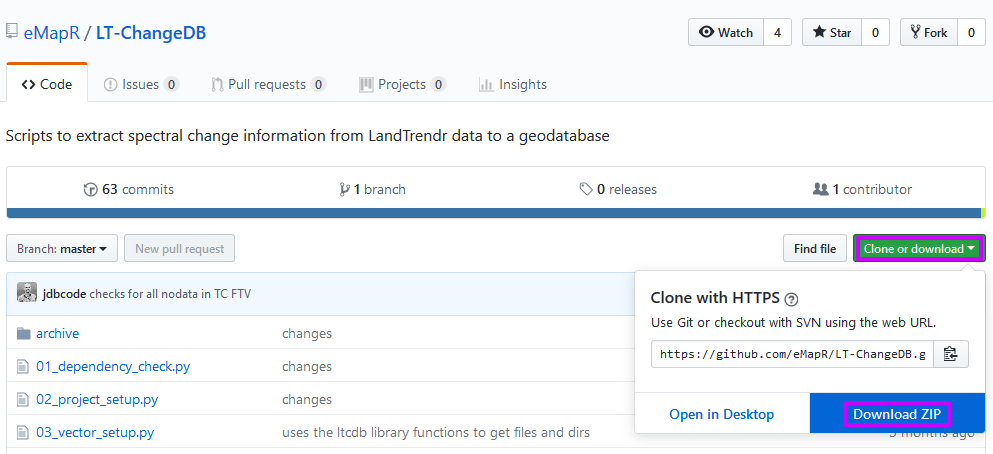 eMapR / LT-ChangeDB
Watch 4 Star 0 Fork 0
Code Issues 0 Pull requests 0 Projects 0 Insights
Scripts to extract spectral change information from LandTrendr data to a geodatabase
63 commits 1 branch 0 releases 1 contributor
Branch: master New pull request Find file Clone or download
jdbcode checks for all nodata in TC FTV
Clone with HTTPS ?
Use Git or checkout with SVN using the web URL.
https://github.com/eMapR/LT-ChangeDB.g
Open in Desktop Download ZIP
archive changes
01_dependency_check.py changes
02_project_setup.py changes
03_vector_setup.py uses the ltcdb library functions to get files and dirs
months ago